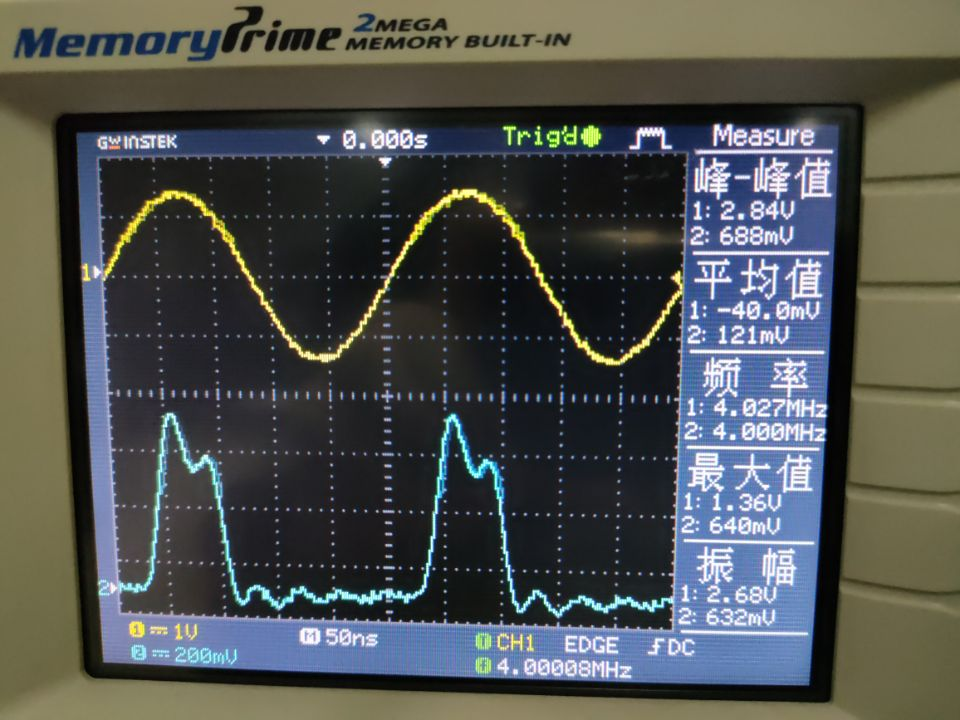 MemoryPrime 2MEGA
MEMORY BUILT-IN
GWINSTEK 0.000s Trig'd Measure
峰-峰值
1: 2.84V
2: 688mV
平均值
1: -40.0mV
2: 121mV
频 率
1: 4.027MHz
2: 4.000MHz
最大值
1: 1.36V
2: 640mV
振 幅
1: 2.68V
2: 632mV
1
2
1 1V M 50ns T CH1 EDGE DC
2 200mV F 4.00008MHz